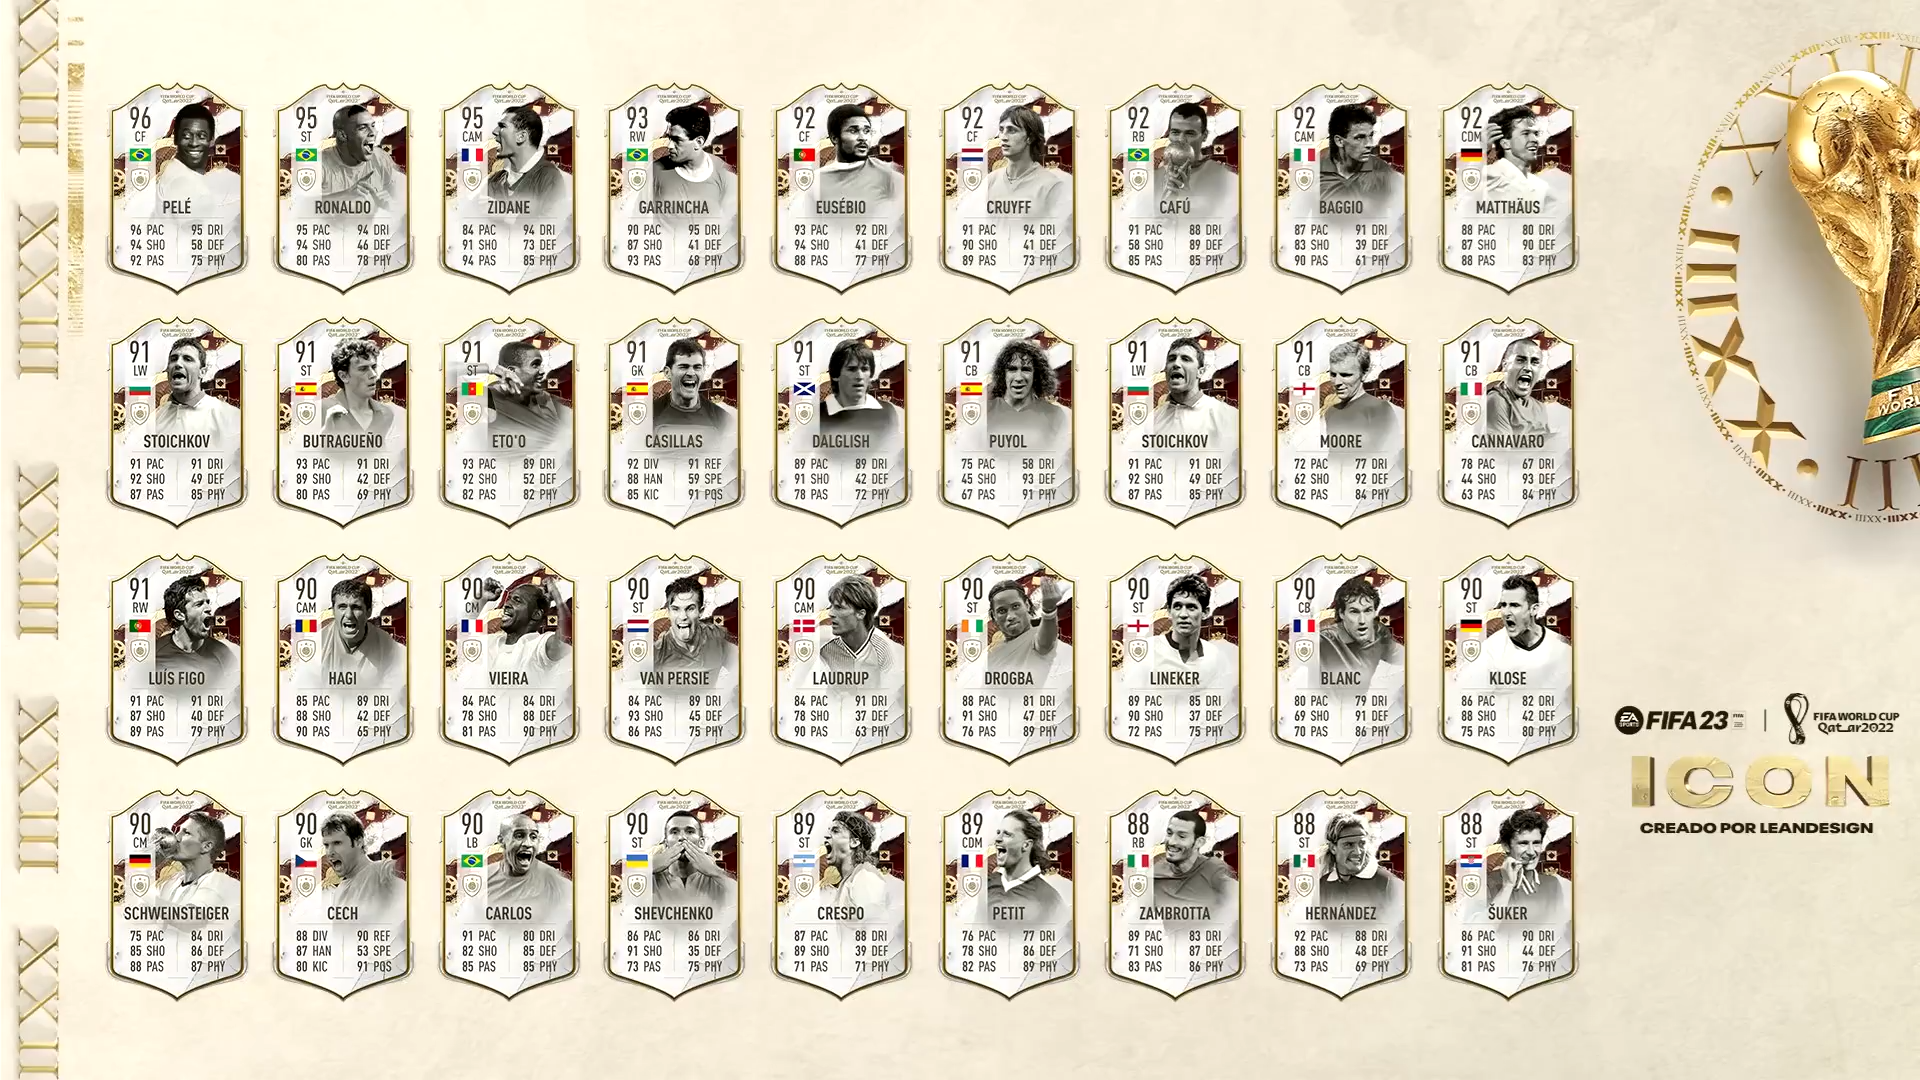 96
CF
PELÉ
96 PAC 95 DRI
94 SHO 58 DEF
92 PAS 75 PHY
95
ST
RONALDO
95 PAC 94 DRI
94 SHO 46 DEF
80 PAS 78 PHY
95
CAM
ZIDANE
84 PAC 94 DRI
91 SHO 73 DEF
94 PAS 85 PHY
93
RW
GARRINCHA
90 PAC 95 DRI
87 SHO 41 DEF
93 PAS 68 PHY
92
CF
EUSÉBIO
93 PAC 92 DRI
94 SHO 41 DEF
88 PAS 77 PHY
92
CF
CRUYFF
91 PAC 94 DRI
90 SHO 41 DEF
89 PAS 73 PHY
92
RB
CAFÚ
91 PAC 88 DRI
58 SHO 89 DEF
85 PAS 85 PHY
92
CAM
BAGGIO
87 PAC 91 DRI
83 SHO 39 DEF
90 PAS 61 PHY
92
CDM
MATTHÄUS
88 PAC 80 DRI
87 SHO 90 DEF
88 PAS 83 PHY
91
LW
STOICHKOV
91 PAC 91 DRI
92 SHO 49 DEF
87 PAS 85 PHY
91
ST
BUTRAGUEÑO
93 PAC 91 DRI
89 SHO 42 DEF
80 PAS 69 PHY
91
ST
ETO'O
93 PAC 89 DRI
92 SHO 52 DEF
82 PAS 82 PHY
91
GK
CASILLAS
92 DIV 91 REF
88 HAN 59 SPE
85 KIC 91 POS
91
ST
DALGLISH
89 PAC 89 DRI
91 SHO 42 DEF
78 PAS 72 PHY
91
CB
PUYOL
75 PAC 58 DRI
45 SHO 93 DEF
67 PAS 91 PHY
91
LW
STOICHKOV
91 PAC 91 DRI
92 SHO 49 DEF
87 PAS 85 PHY
91
CB
MOORE
72 PAC 77 DRI
62 SHO 92 DEF
82 PAS 84 PHY
91
CB
CANNAVARO
78 PAC 67 DRI
44 SHO 93 DEF
63 PAS 84 PHY
91
RW
LUÍS FIGO
91 PAC 91 DRI
87 SHO 40 DEF
89 PAS 79 PHY
90
CAM
HAGI
85 PAC 89 DRI
88 SHO 42 DEF
90 PAS 65 PHY
90
CM
VIEIRA
84 PAC 84 DRI
78 SHO 88 DEF
81 PAS 90 PHY
90
ST
VAN PERSIE
84 PAC 89 DRI
93 SHO 45 DEF
86 PAS 75 PHY
90
CAM
LAUDRUP
84 PAC 91 DRI
78 SHO 37 DEF
90 PAS 63 PHY
90
ST
DROGBA
88 PAC 81 DRI
91 SHO 47 DEF
76 PAS 89 PHY
90
ST
LINEKER
89 PAC 85 DRI
90 SHO 37 DEF
72 PAS 75 PHY
90
CB
BLANC
80 PAC 79 DRI
69 SHO 91 DEF
70 PAS 86 PHY
90
ST
KLOSE
86 PAC 82 DRI
88 SHO 42 DEF
75 PAS 80 PHY
90
CM
SCHWEINSTEIGER
75 PAC 84 DRI
85 SHO 85 DEF
88 PAS 87 PHY
90
GK
CECH
88 DIV 90 REF
87 HAN 53 SPE
80 KIC 91 POS
90
LB
CARLOS
91 PAC 80 DRI
82 SHO 85 DEF
85 PAS 85 PHY
90
ST
SHEVCHENKO
86 PAC 86 DRI
91 SHO 35 DEF
73 PAS 75 PHY
89
ST
CRESPO
87 PAC 88 DRI
89 SHO 39 DEF
71 PAS 71 PHY
89
CDM
PETIT
76 PAC 77 DRI
78 SHO 86 DEF
82 PAS 89 PHY
88
RB
ZAMBROTTA
89 PAC 83 DRI
71 SHO 87 DEF
83 PAS 86 PHY
88
ST
HERNÁNDEZ
92 PAC 88 DRI
88 SHO 48 DEF
73 PAS 69 PHY
88
ST
ŠUKER
86 PAC 90 DRI
91 SHO 44 DEF
81 PAS 76 PHY
EA SPORTS FIFA 23 | FIFA WORLD CUP
Qatar2022
ICON
CREADO POR LEANDESIGN